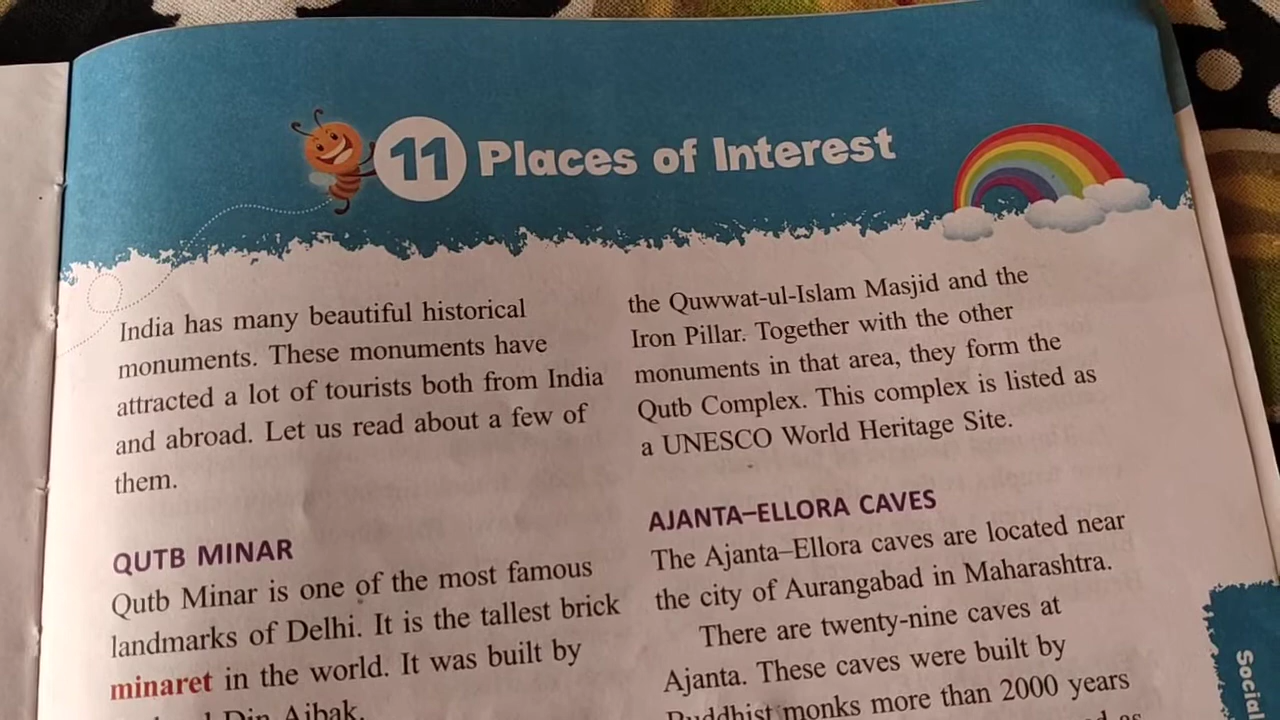 11 Places of Interest
India has many beautiful historical
monuments. These monuments have
attracted a lot of tourists both from India
and abroad. Let us read about a few of
them.
QUTB MINAR
Qutb Minar is one of the most famous
landmarks of Delhi. It is the tallest brick
minaret in the world. It was built by
Din Aibak.
the Quwwat-ul-Islam Masjid and the
Iron Pillar. Together with the other
monuments in that area, they form the
Qutb Complex. This complex is listed as
a UNESCO World Heritage Site.
AJANTA–ELLORA CAVES
The Ajanta–Ellora caves are located near
the city of Aurangabad in Maharashtra.
There are twenty-nine caves at
Ajanta. These caves were built by
Buddhist monks more than 2000 years
Social